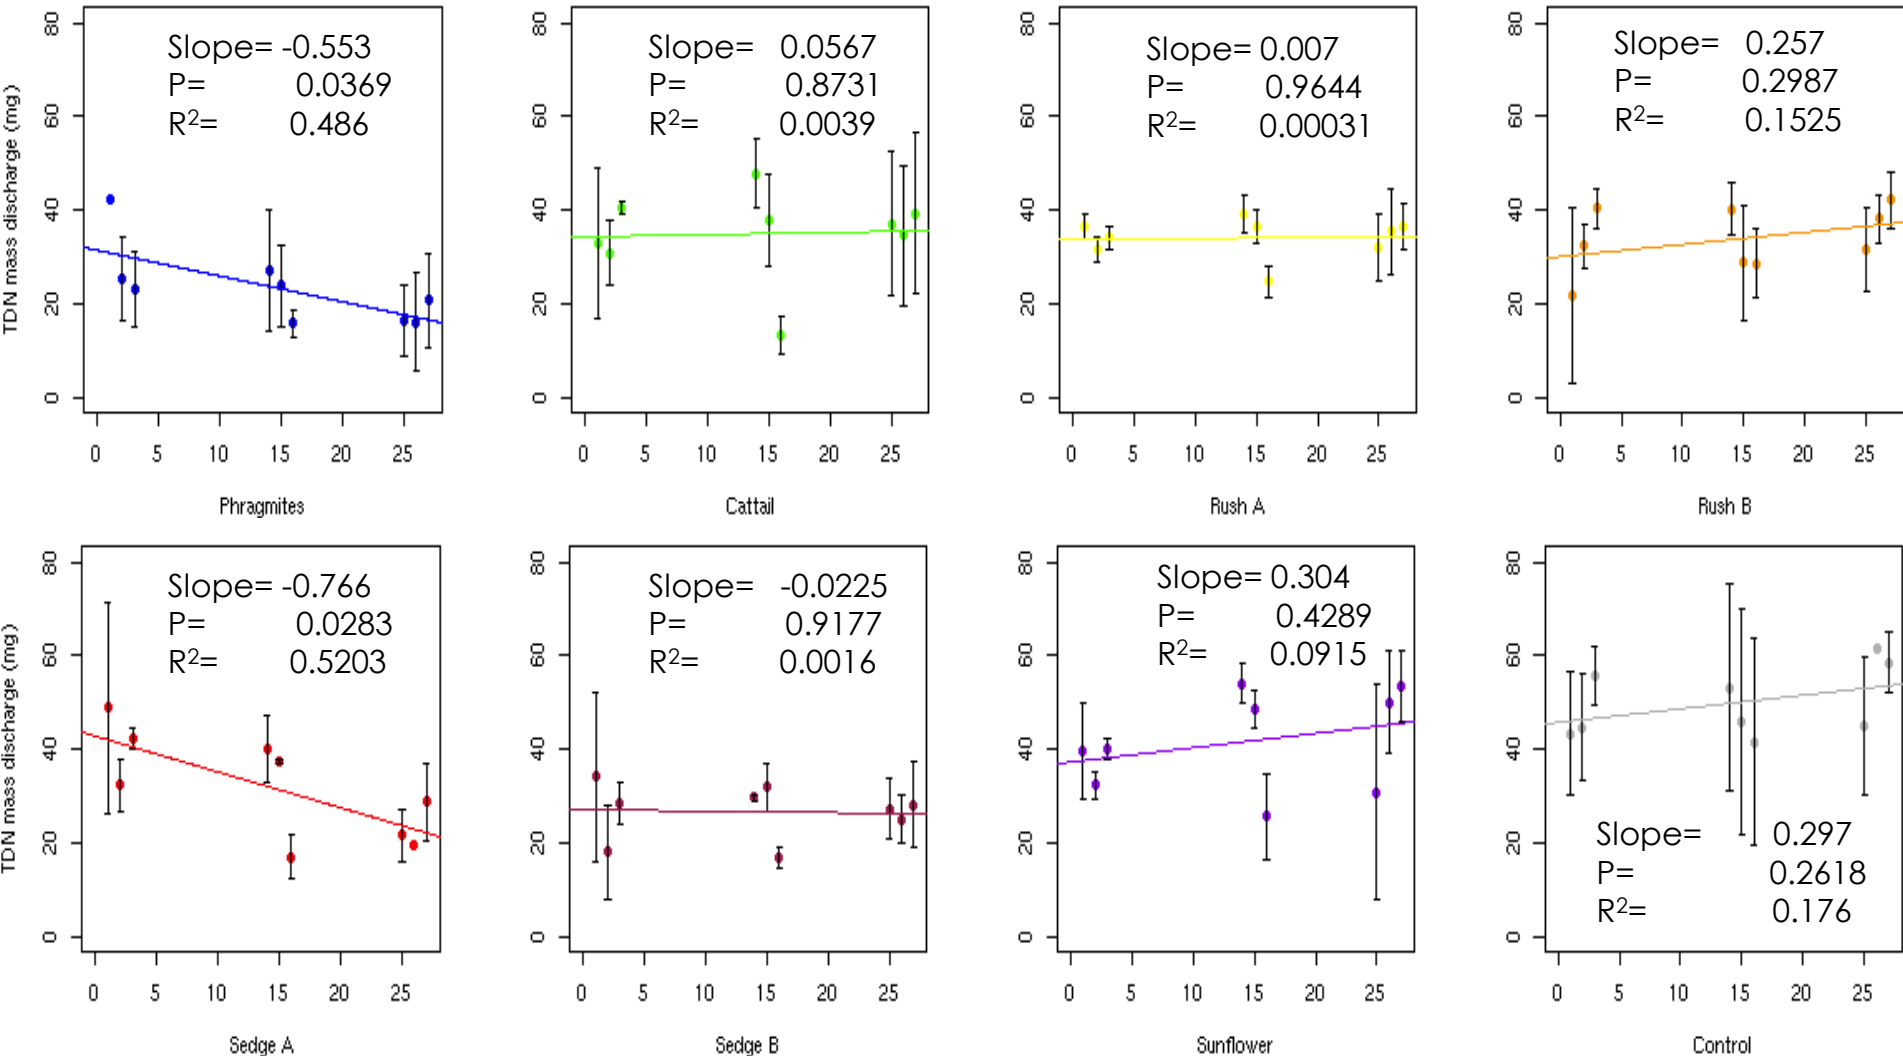 TDN mass discharge (mg)
80
60
40
20
0
Slope= -0.553
P= 0.0369
R²= 0.486
0 5 10 15 20 25
Phragmites
80
60
40
20
0
Slope= 0.0567
P= 0.8731
R²= 0.0039
0 5 10 15 20 25
Cattail
80
60
40
20
0
Slope= 0.007
P= 0.9644
R²= 0.00031
0 5 10 15 20 25
Rush A
80
60
40
20
0
Slope= 0.257
P= 0.2987
R²= 0.1525
0 5 10 15 20 25
Rush B
TDN mass discharge (mg)
80
60
40
20
0
Slope= -0.766
P= 0.0283
R²= 0.5203
0 5 10 15 20 25
Sedge A
80
60
40
20
0
Slope= -0.0225
P= 0.9177
R²= 0.0016
0 5 10 15 20 25
Sedge B
80
60
40
20
0
Slope= 0.304
P= 0.4289
R²= 0.0915
0 5 10 15 20 25
Sunflower
80
60
40
20
0
Slope= 0.297
P= 0.2618
R²= 0.176
0 5 10 15 20 25
Control